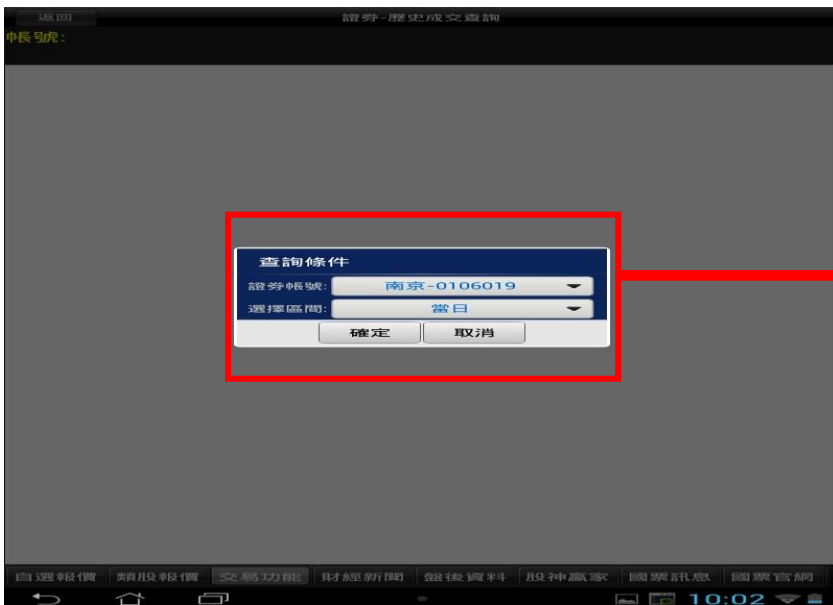 返回 證券-歷史成交查詢
帳號:
查詢條件
證券帳號: 南京-0106019
選擇區間: 當日
確定 取消
自選報價 類股報價 交易功能 財經新聞 盤後資料 股神贏家 國票訊息 國票官網
10:02